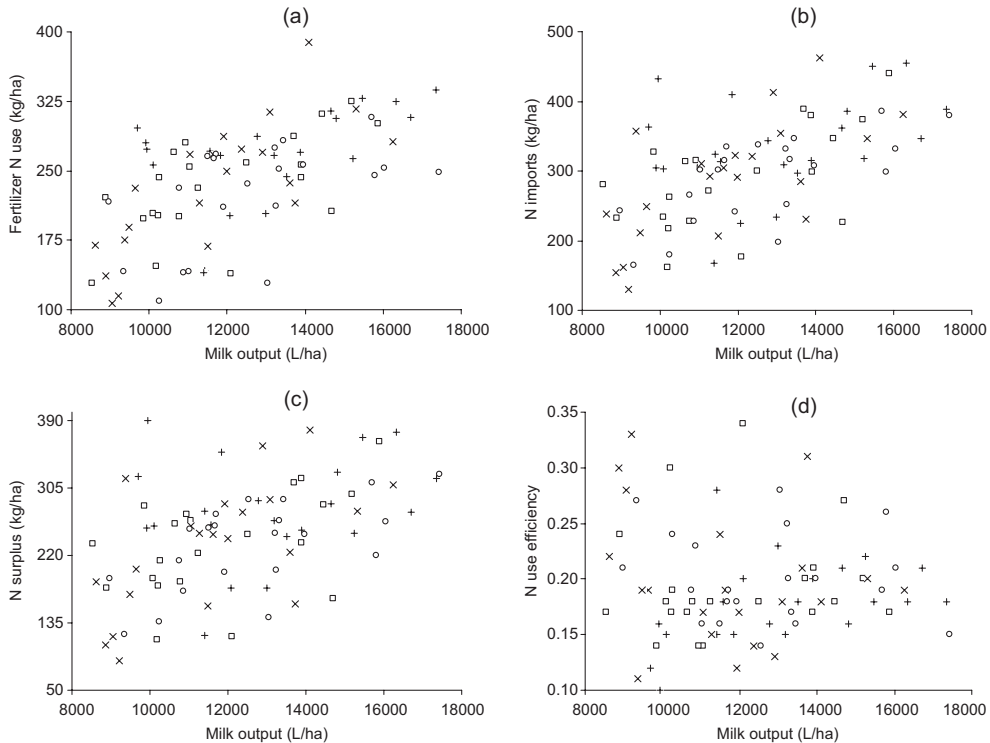 (a)
400
325
250
175
100
Fertilizer N use (kg/ha)
8000 10000 12000 14000 16000 18000
Milk output (L/ha)
(b)
500
400
300
200
100
N imports (kg/ha)
8000 10000 12000 14000 16000 18000
Milk output (L/ha)
(c)
390
305
220
135
50
N surplus (kg/ha)
8000 10000 12000 14000 16000 18000
Milk output (L/ha)
(d)
0.35
0.30
0.25
0.20
0.15
0.10
N use efficiency
8000 10000 12000 14000 16000 18000
Milk output (L/ha)